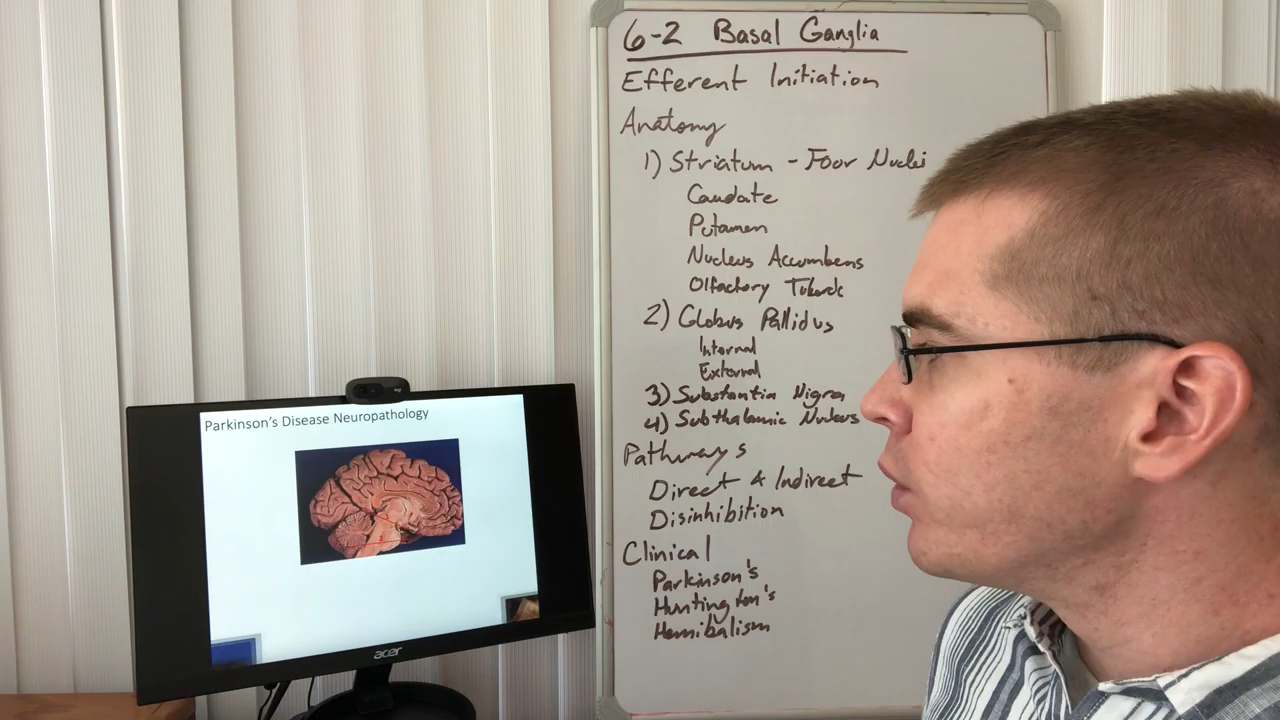 6-2 Basal Ganglia
Efferent Initiation
Anatomy
1) Striatum - Four Nuclei
Caudate
Putamen
Nucleus Accumbens
Olfactory
2) Globus Pallidus
Internal
External
3) Substantia Nigra
4) Subthalamic Nucleus
Pathways
Direct & Indirect
Disinhibition
Clinical
Parkinson's
Huntington's
Hemibalism
Parkinson's Disease Neuropathology
acer